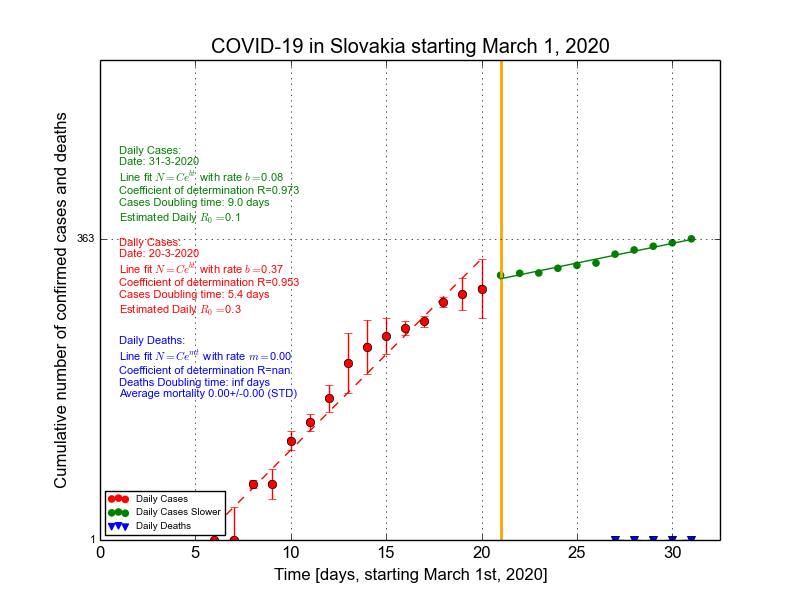 COVID-19 in Slovakia starting March 1, 2020
Cumulative number of confirmed cases and deaths
363
1
Daily Cases:
Date: 31-3-2020
Line fit N = Ce^{bt} with rate b =0.08
Coefficient of determination R=0.973
Cases Doubling time: 9.0 days
Estimated Daily R_0 =0.1
Daily Cases:
Date: 20-3-2020
Line fit N = Ce^{bt} with rate b =0.37
Coefficient of determination R=0.953
Cases Doubling time: 5.4 days
Estimated Daily R_0 =0.3
Daily Deaths:
Line fit N = Ce^{mt} with rate m =0.00
Coefficient of determination R=nan
Deaths Doubling time: inf days
Average mortality 0.00+/-0.00 (STD)
Daily Cases
Daily Cases Slower
Daily Deaths
0 5 10 15 20 25 30
Time [days, starting March 1st, 2020]